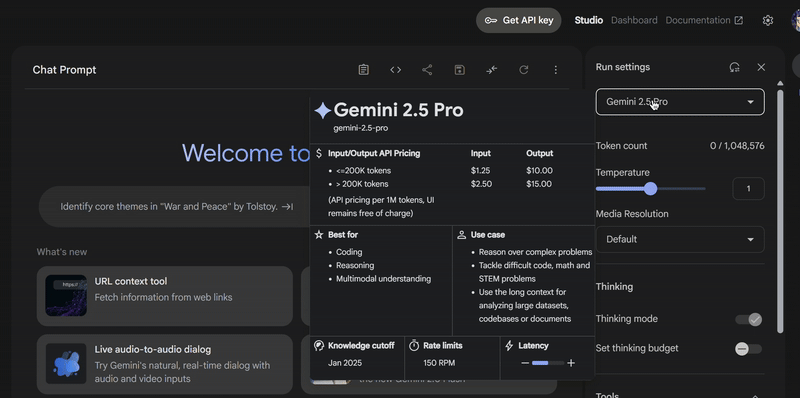 Get API key
Studio
Dashboard
Documentation
Chat Prompt
Welcome to
Identify core themes in "War and Peace" by Tolstoy.
What's new
https://
URL context tool
Fetch information from web links
Live audio-to-audio dialog
Try Gemini's natural, real-time dialog with
audio and video inputs
Gemini 2.5 Pro
gemini-2.5-pro
Input/Output API Pricing
Input
Output
• <=200K tokens
$1.25
$10.00
• > 200K tokens
$2.50
$15.00
(API pricing per 1M tokens, UI
remains free of charge)
Best for
• Coding
• Reasoning
• Multimodal understanding
Use case
• Reason over complex problems
• Tackle difficult code, math and
STEM problems
• Use the long context for
analyzing large datasets,
codebases or documents
Knowledge cutoff
Jan 2025
Rate limits
150 RPM
Latency
Run settings
Gemini 2.5 Pro
Token count
0 / 1,048,576
Temperature
1
Media Resolution
Default
Thinking
Thinking mode
Set thinking budget
Tools